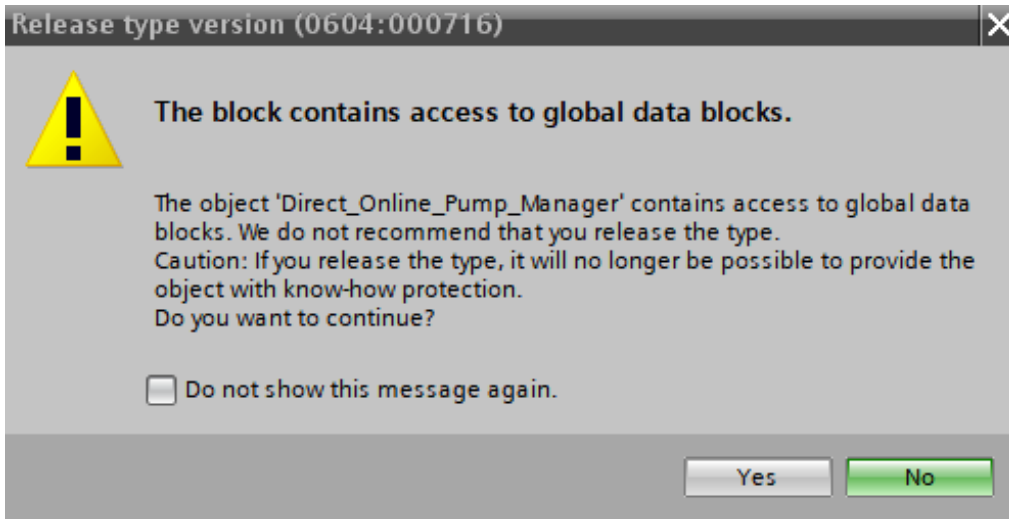 Release type version (0604:000716)
The block contains access to global data blocks.
The object 'Direct_Online_Pump_Manager' contains access to global data
blocks. We do not recommend that you release the type.
Caution: If you release the type, it will no longer be possible to provide the
object with know-how protection.
Do you want to continue?
Do not show this message again.
Yes
No